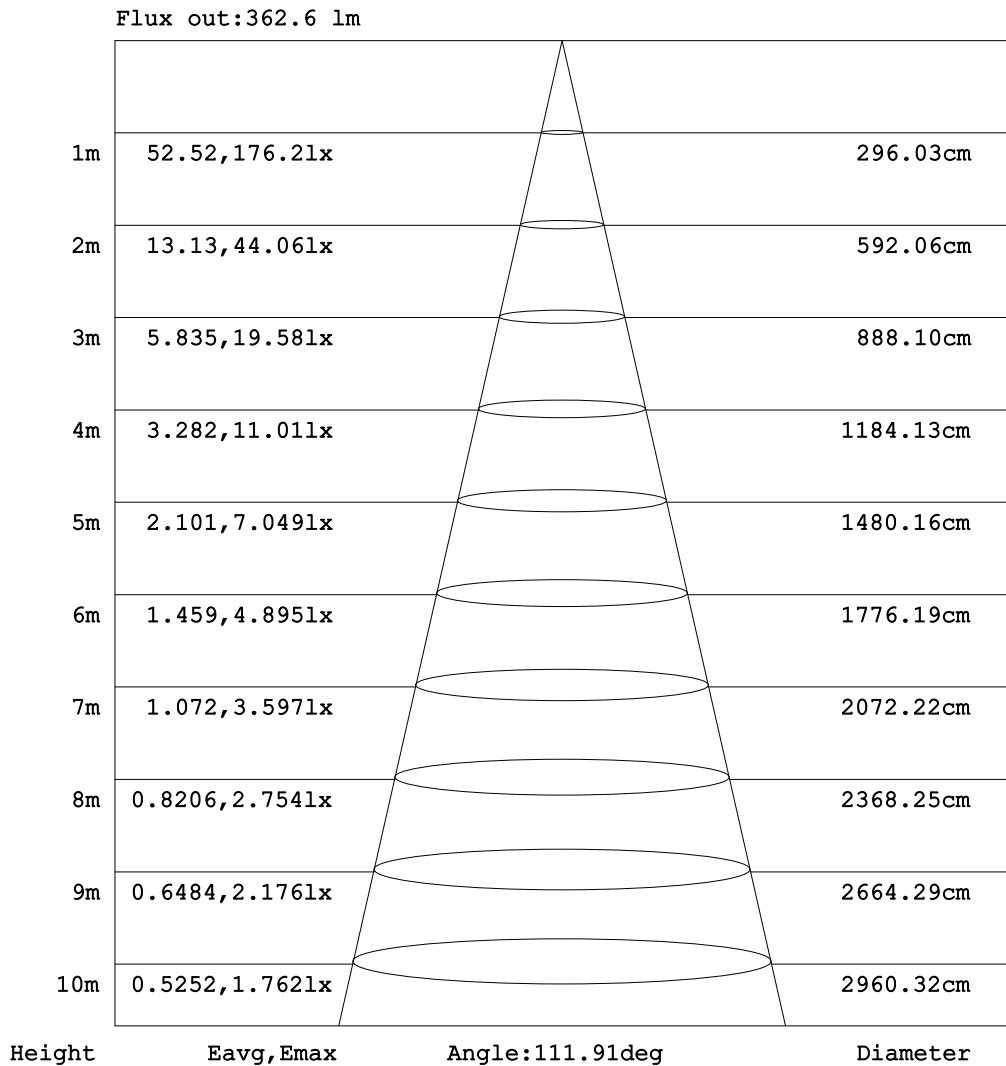 Flux out:362.6 lm
1m 52.52,176.2lx 296.03cm
2m 13.13,44.06lx 592.06cm
3m 5.835,19.58lx 888.10cm
4m 3.282,11.01lx 1184.13cm
5m 2.101,7.049lx 1480.16cm
6m 1.459,4.895lx 1776.19cm
7m 1.072,3.597lx 2072.22cm
8m 0.8206,2.754lx 2368.25cm
9m 0.6484,2.176lx 2664.29cm
10m 0.5252,1.762lx 2960.32cm
Height Eavg,Emax Angle:111.91deg Diameter